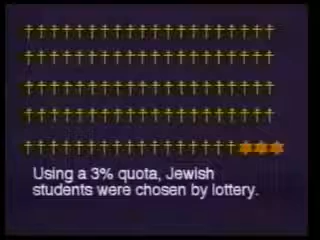 Using a 3% quota, Jewish
students were chosen by lottery.